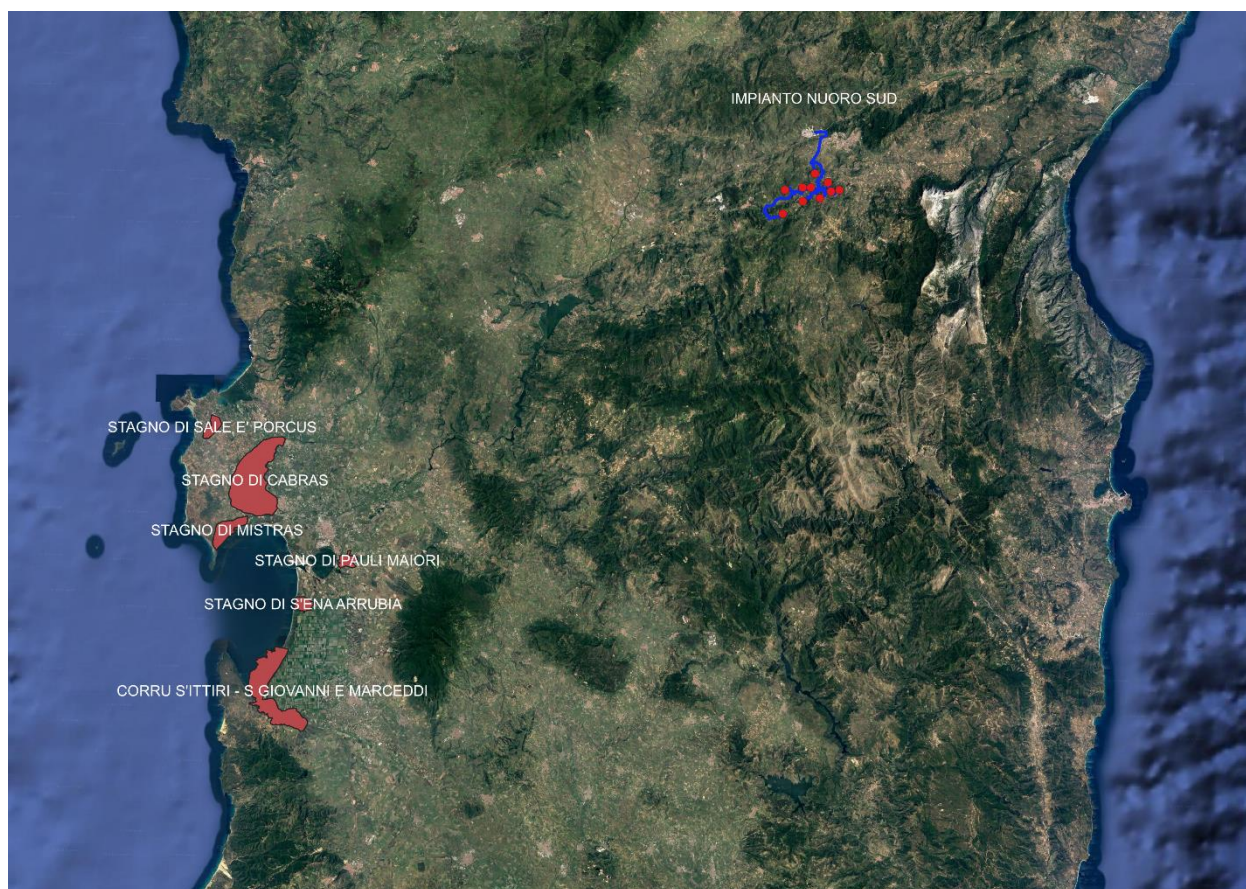 IMPIANTO NUORO SUD
STAGNO DI SALE E' PORCUS
STAGNO DI CABRAS
STAGNO DI MISTRAS
STAGNO DI PAULI MAIORI
STAGNO DI S'ENA ARRUBIA
CORRU S'ITTIRI - S GIOVANNI E MARCEDDI